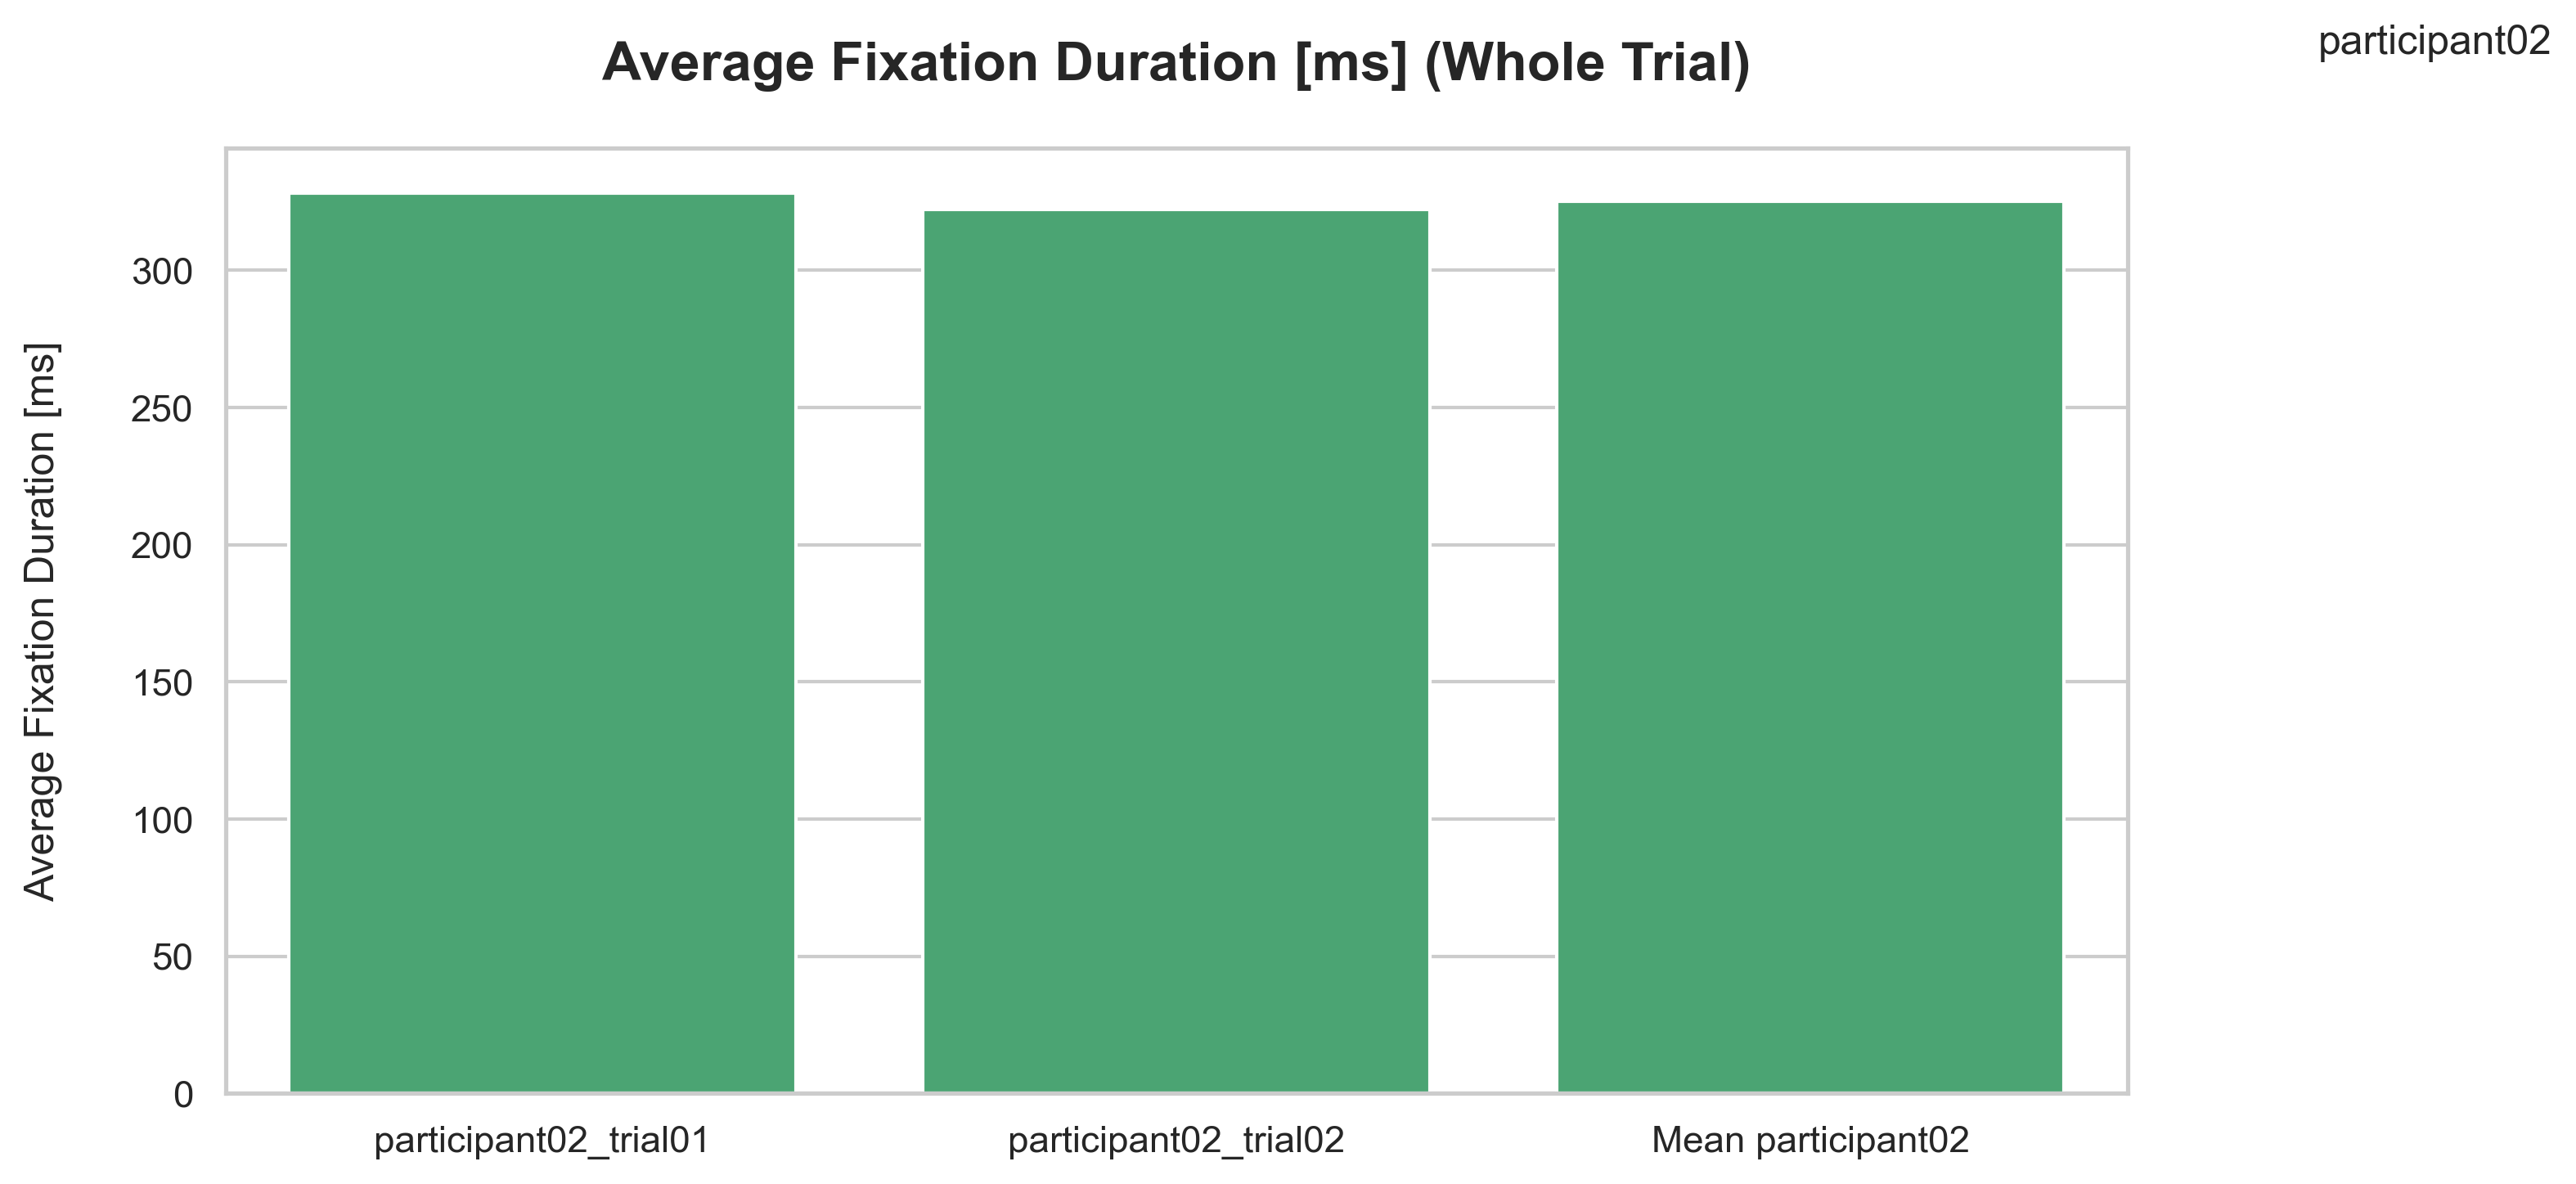 participant02
Average Fixation Duration [ms] (Whole Trial)
Average Fixation Duration [ms]
300
250
200
150
100
50
0
participant02_trial01
participant02_trial02
Mean participant02